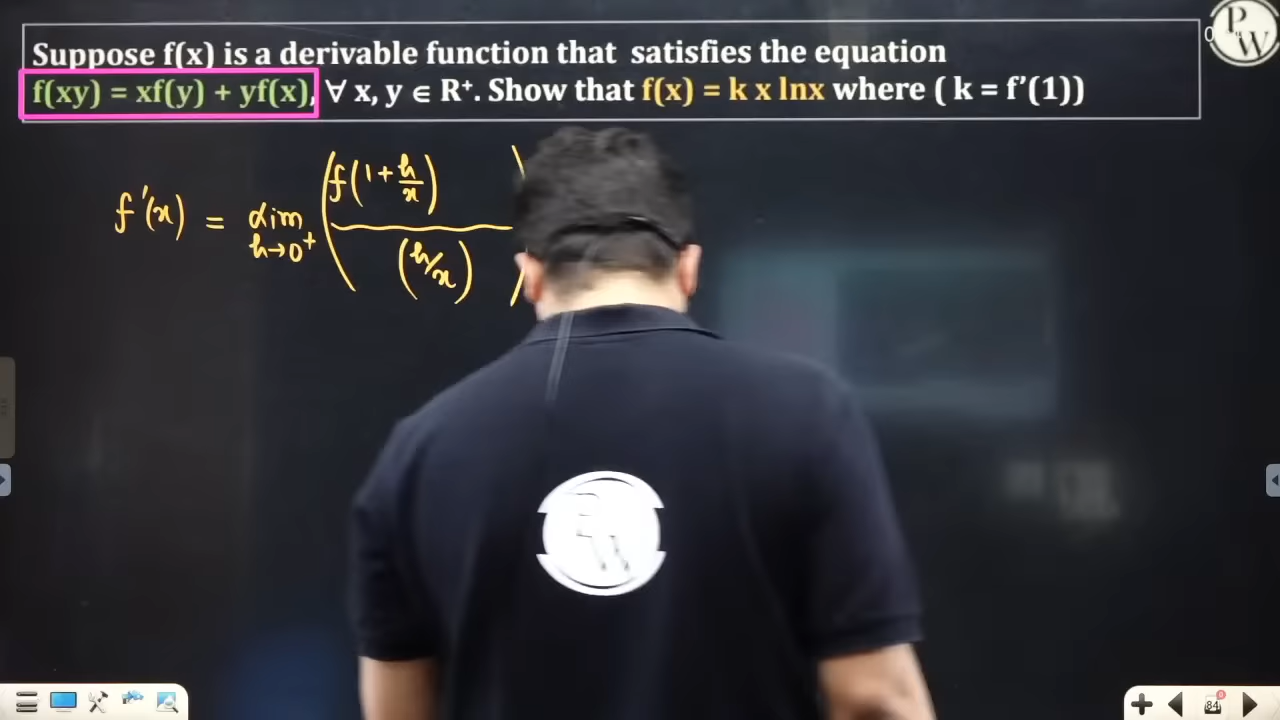 Suppose f(x) is a derivable function that satisfies the equation
f(xy) = xf(y) + yf(x), ∀ x, y ∈ R⁺. Show that f(x) = k x lnx where ( k = f′(1))
f'(x) = lim h→0⁺ ( f(1 + h/x) / (h/x) )
P
W
84